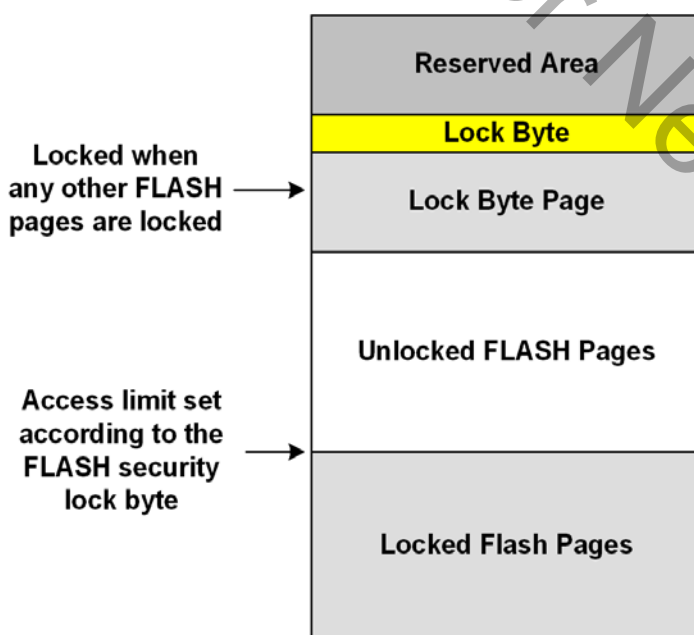 Reserved Area
Lock Byte
Locked when
any other FLASH
pages are locked
Lock Byte Page
Unlocked FLASH Pages
Access limit set
according to the
FLASH security
lock byte
Locked Flash Pages